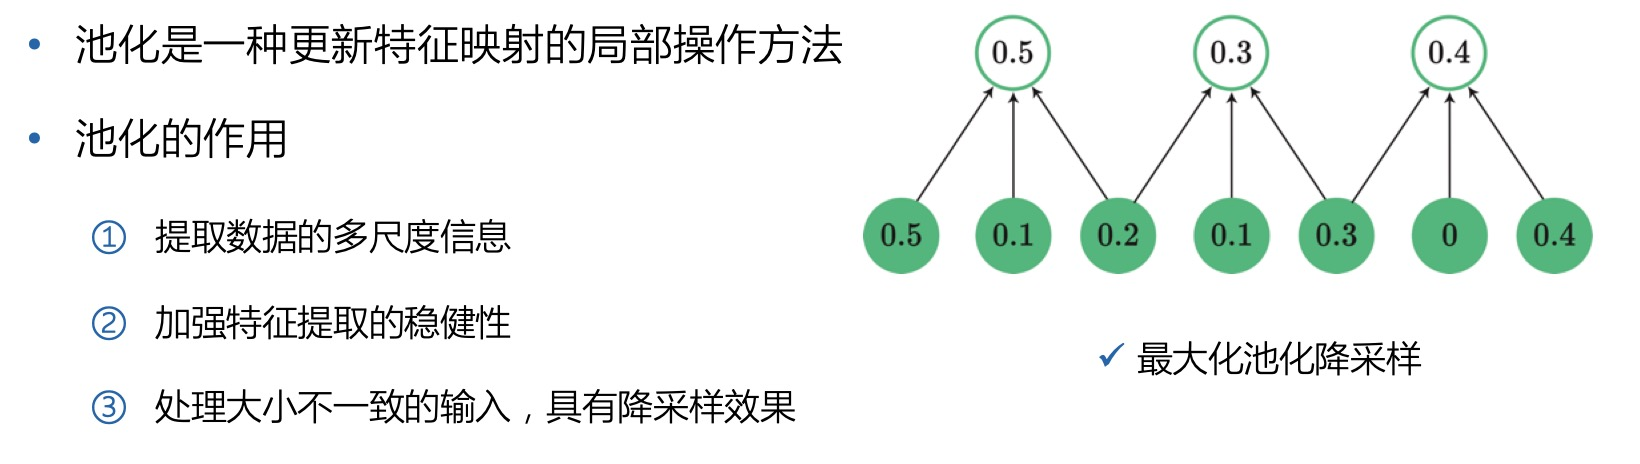 • 池化是一种更新特征映射的局部操作方法
• 池化的作用
① 提取数据的多尺度信息
② 加强特征提取的稳健性
③ 处理大小不一致的输入，具有降采样效果
0.5 0.3 0.4
0.5 0.1 0.2 0.1 0.3 0 0.4
✓ 最大化池化降采样